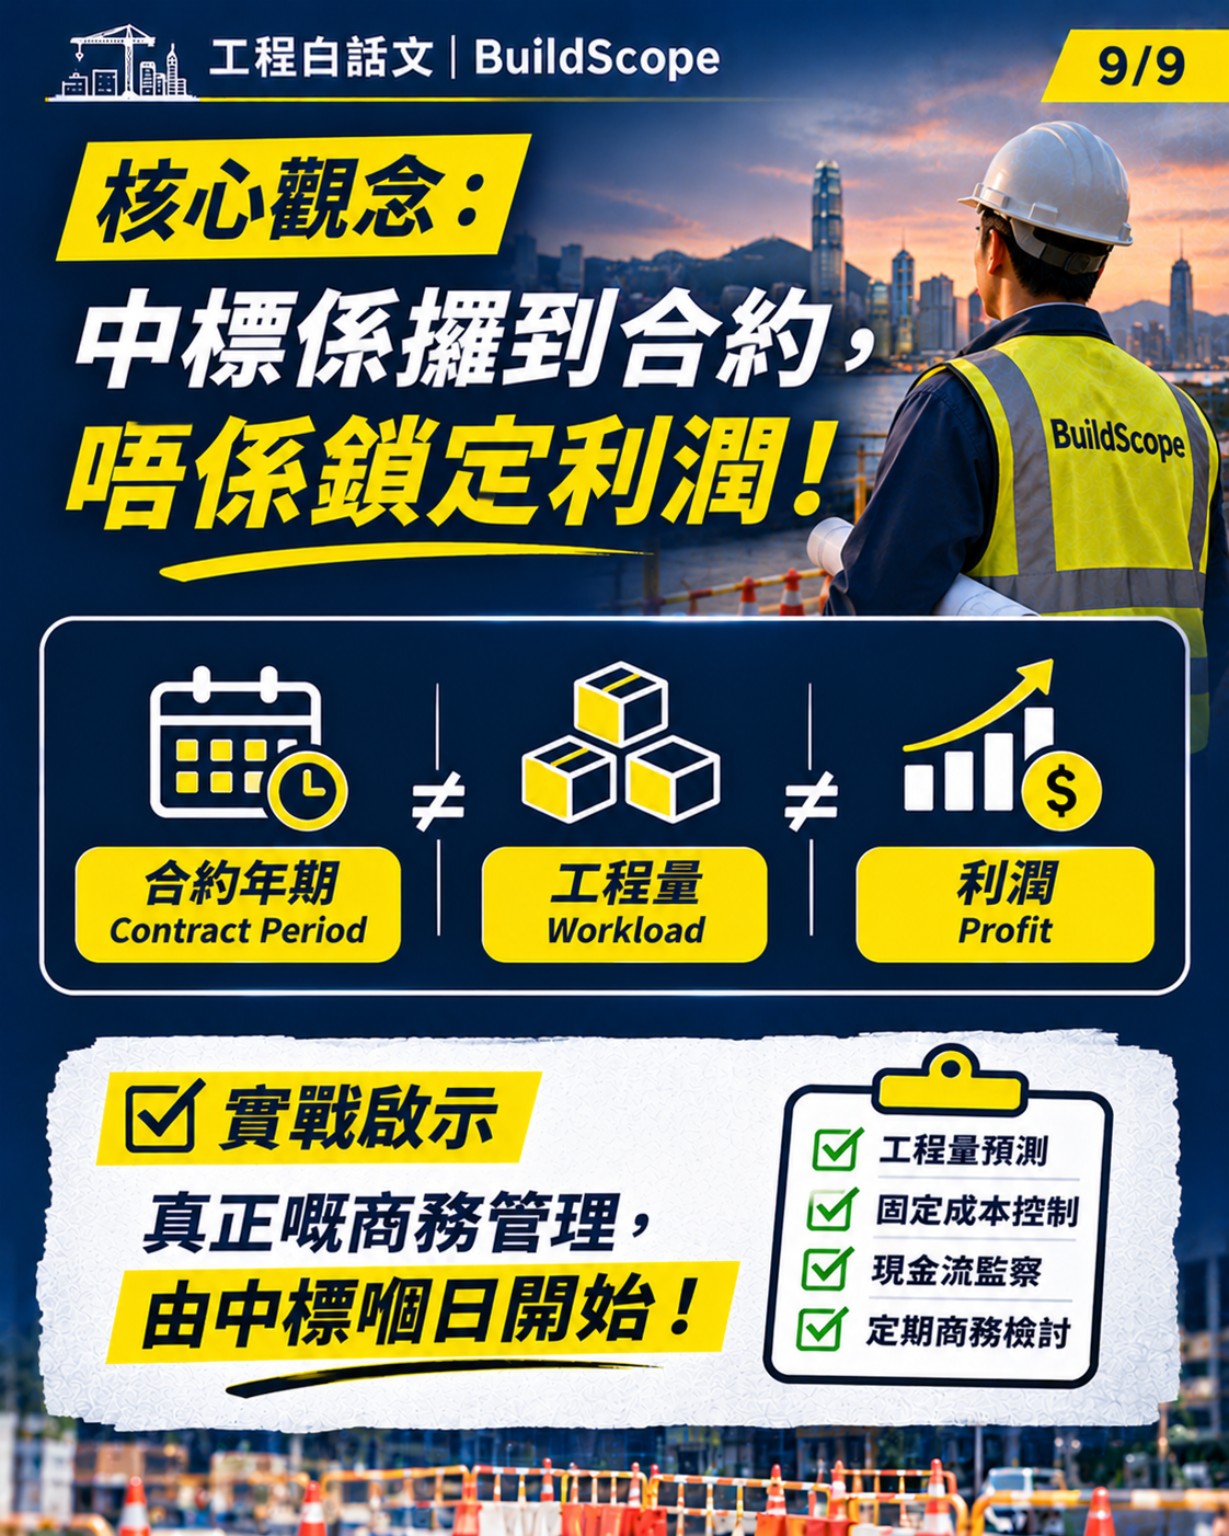 工程白話文 | BuildScope
9/9
核心觀念：
中標係攞到合約，
唔係鎖定利潤！
BuildScope
≠
≠
合約年期
Contract Period
工程量
Workload
$
利潤
Profit
實戰啟示
真正嘅商務管理，
由中標嗰日開始！
工程量預測
固定成本控制
現金流監察
定期商務檢討